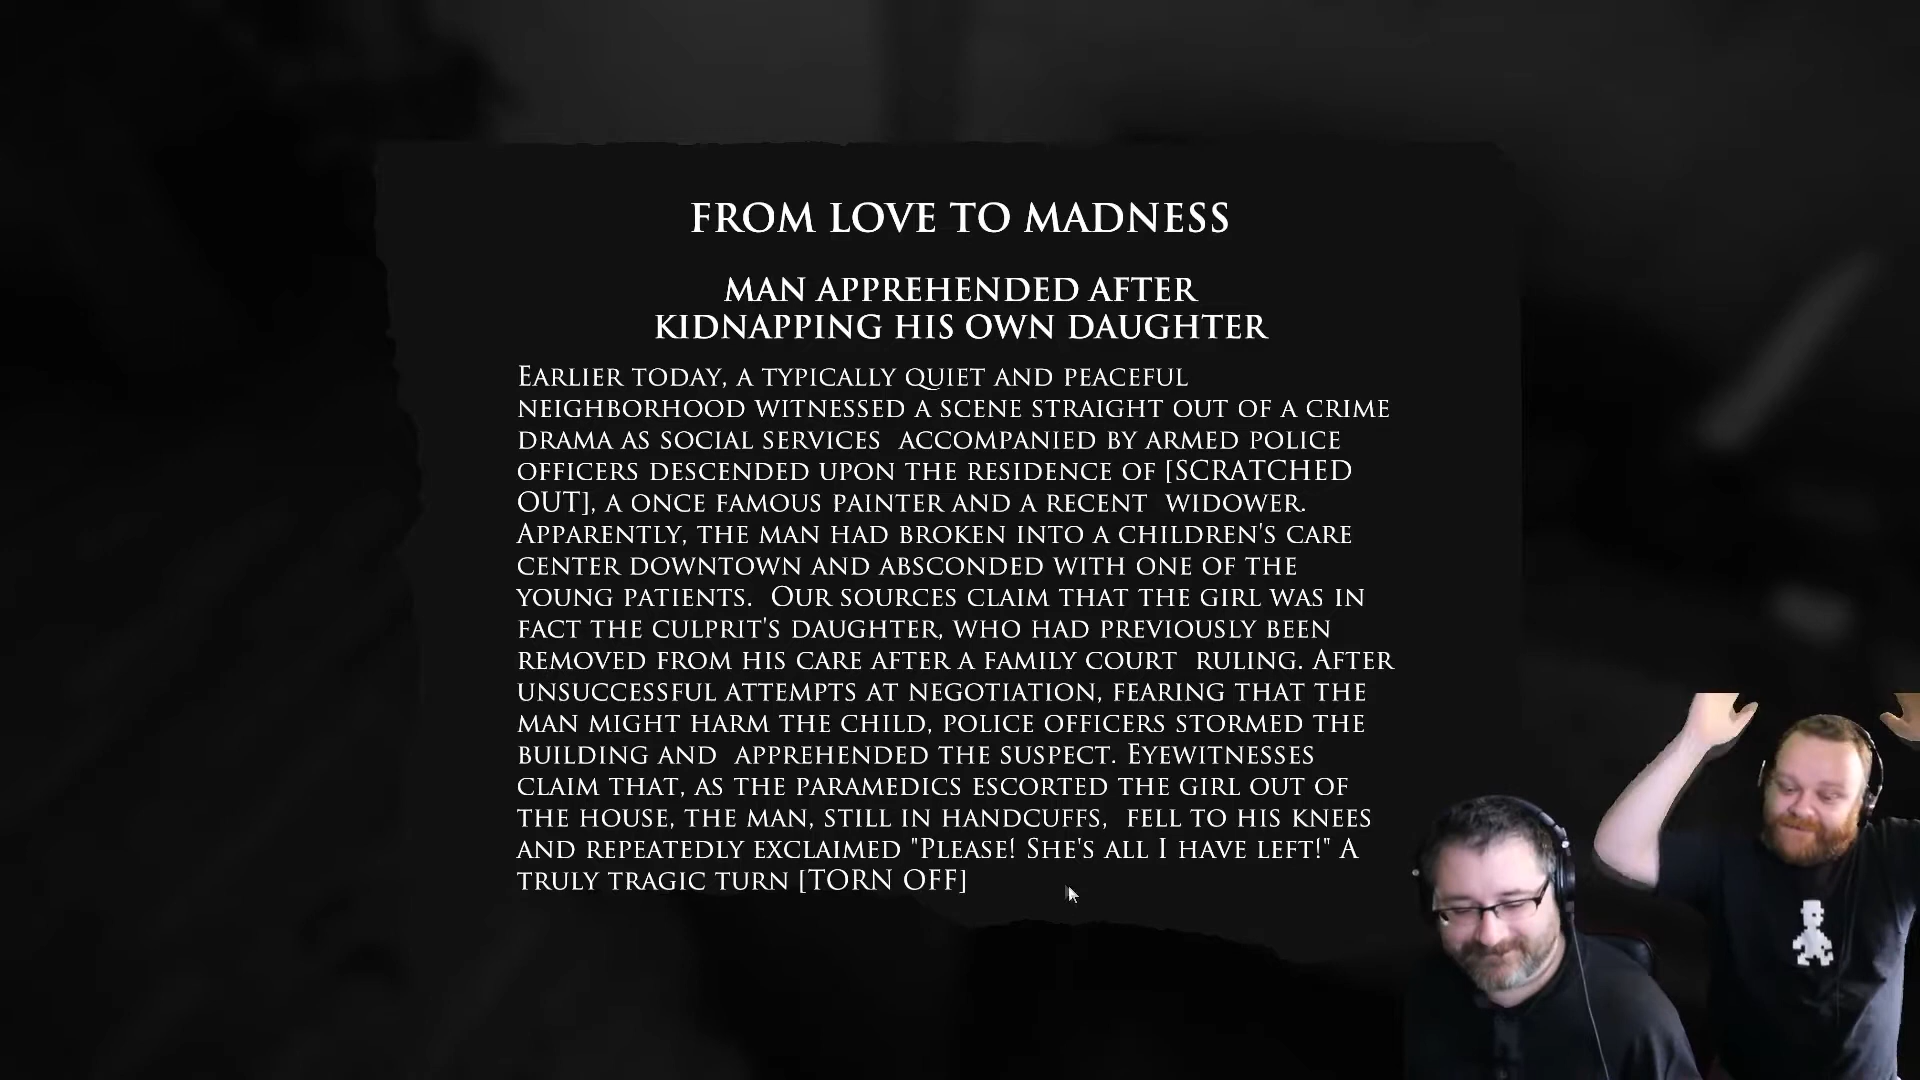 FROM LOVE TO MADNESS
MAN APPREHENDED AFTER
KIDNAPPING HIS OWN DAUGHTER
EARLIER TODAY, A TYPICALLY QUIET AND PEACEFUL
NEIGHBORHOOD WITNESSED A SCENE STRAIGHT OUT OF A CRIME
DRAMA AS SOCIAL SERVICES ACCOMPANIED BY ARMED POLICE
OFFICERS DESCENDED UPON THE RESIDENCE OF [SCRATCHED
OUT], A ONCE FAMOUS PAINTER AND A RECENT WIDOWER.
APPARENTLY, THE MAN HAD BROKEN INTO A CHILDREN'S CARE
CENTER DOWNTOWN AND ABSCONDED WITH ONE OF THE
YOUNG PATIENTS. OUR SOURCES CLAIM THAT THE GIRL WAS IN
FACT THE CULPRIT'S DAUGHTER, WHO HAD PREVIOUSLY BEEN
REMOVED FROM HIS CARE AFTER A FAMILY COURT RULING. AFTER
UNSUCCESSFUL ATTEMPTS AT NEGOTIATION, FEARING THAT THE
MAN MIGHT HARM THE CHILD, POLICE OFFICERS STORMED THE
BUILDING AND APPREHENDED THE SUSPECT. EYEWITNESSES
CLAIM THAT, AS THE PARAMEDICS ESCORTED THE GIRL OUT OF
THE HOUSE, THE MAN, STILL IN HANDCUFFS, FELL TO HIS KNEES
AND REPEATEDLY EXCLAIMED "PLEASE! SHE'S ALL I HAVE LEFT!" A
TRULY TRAGIC TURN [TORN OFF]